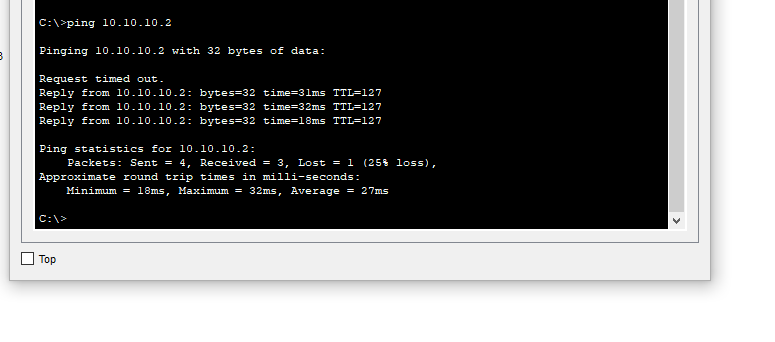 C:\>ping 10.10.10.2
Pinging 10.10.10.2 with 32 bytes of data:
Request timed out.
Reply from 10.10.10.2: bytes=32 time=31ms TTL=127
Reply from 10.10.10.2: bytes=32 time=32ms TTL=127
Reply from 10.10.10.2: bytes=32 time=18ms TTL=127
Ping statistics for 10.10.10.2:
    Packets: Sent = 4, Received = 3, Lost = 1 (25% loss),
Approximate round trip times in milli-seconds:
    Minimum = 18ms, Maximum = 32ms, Average = 27ms
C:\>
Top